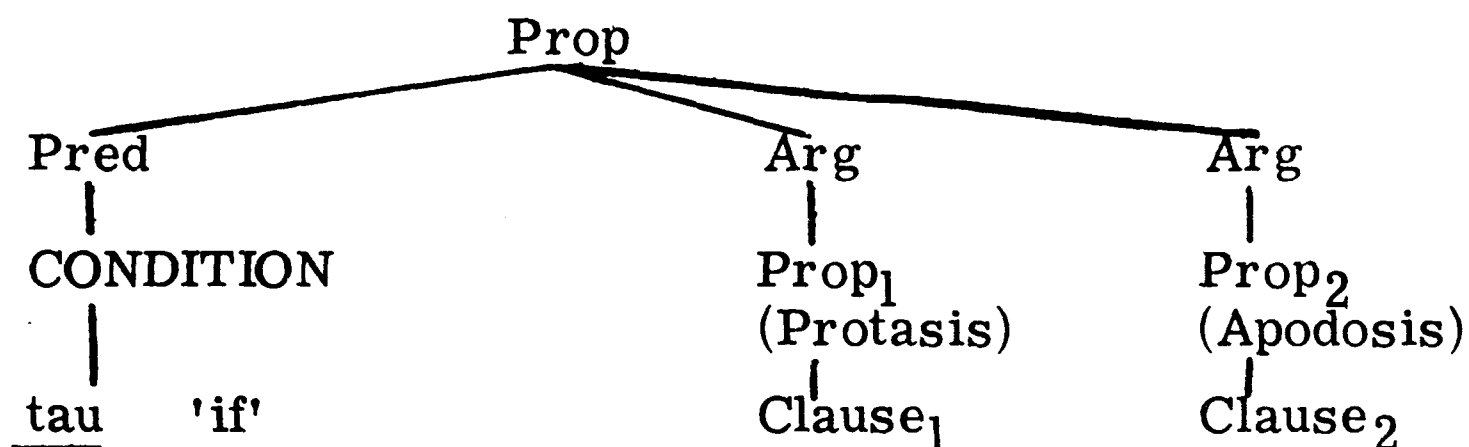 Prop
Pred Arg Arg
CONDITION Prop₁ Prop₂
(Protasis) (Apodosis)
tau 'if' Clause₁ Clause₂